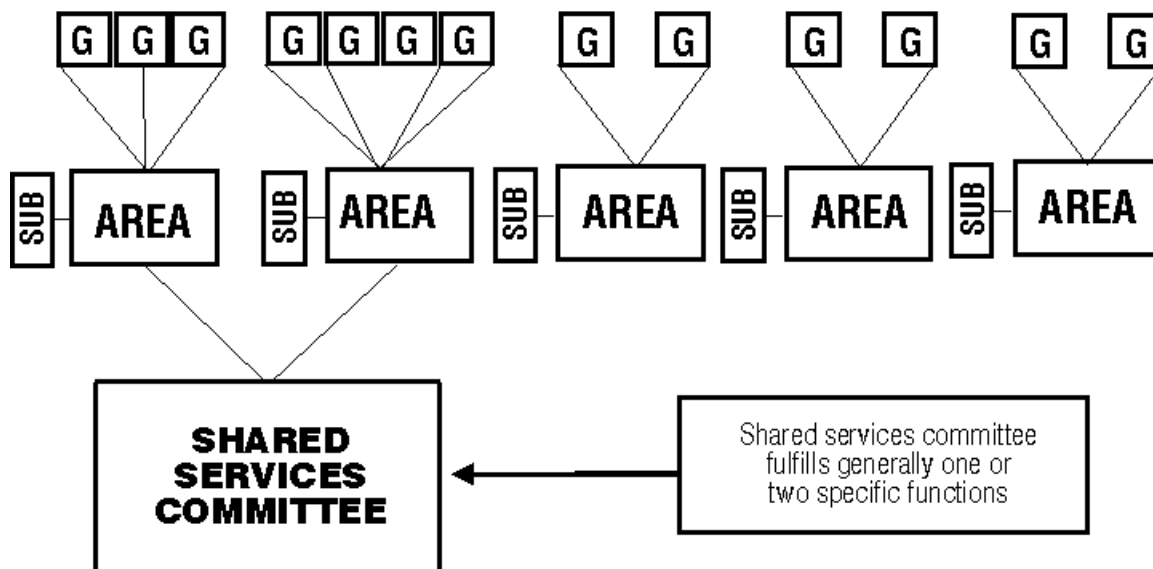 G G G G G G G G G G G G G
SUB AREA SUB AREA SUB AREA SUB AREA SUB AREA
SHARED
SERVICES
COMMITTEE
Shared services committee
fulfills generally one or
two specific functions